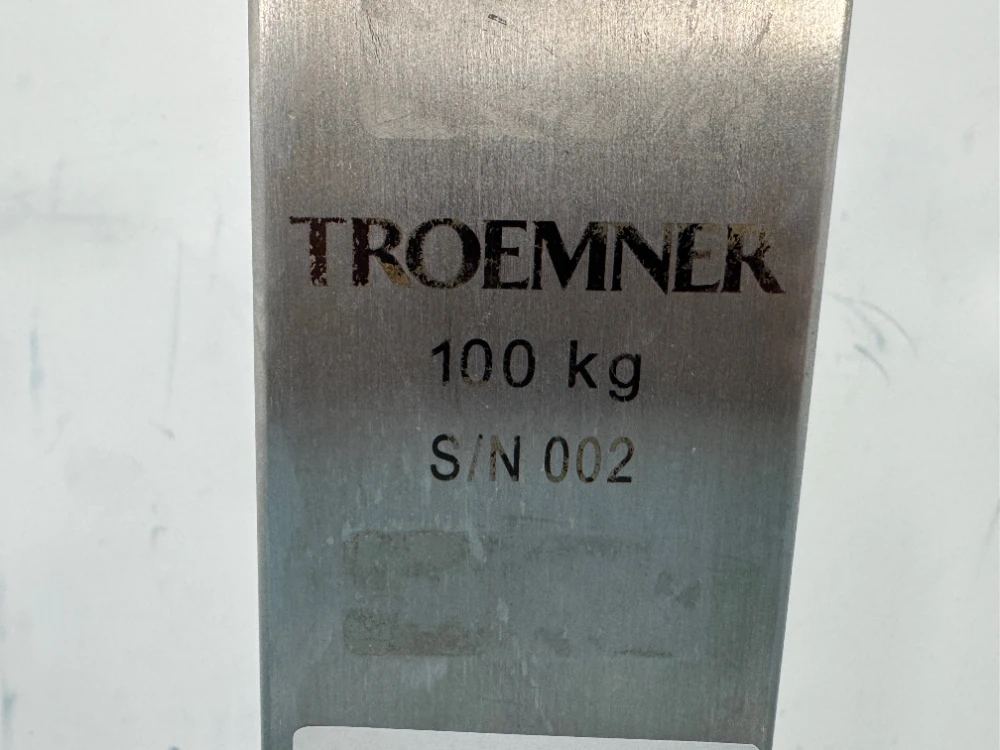 TROEMNER
100 kg
S/N 002